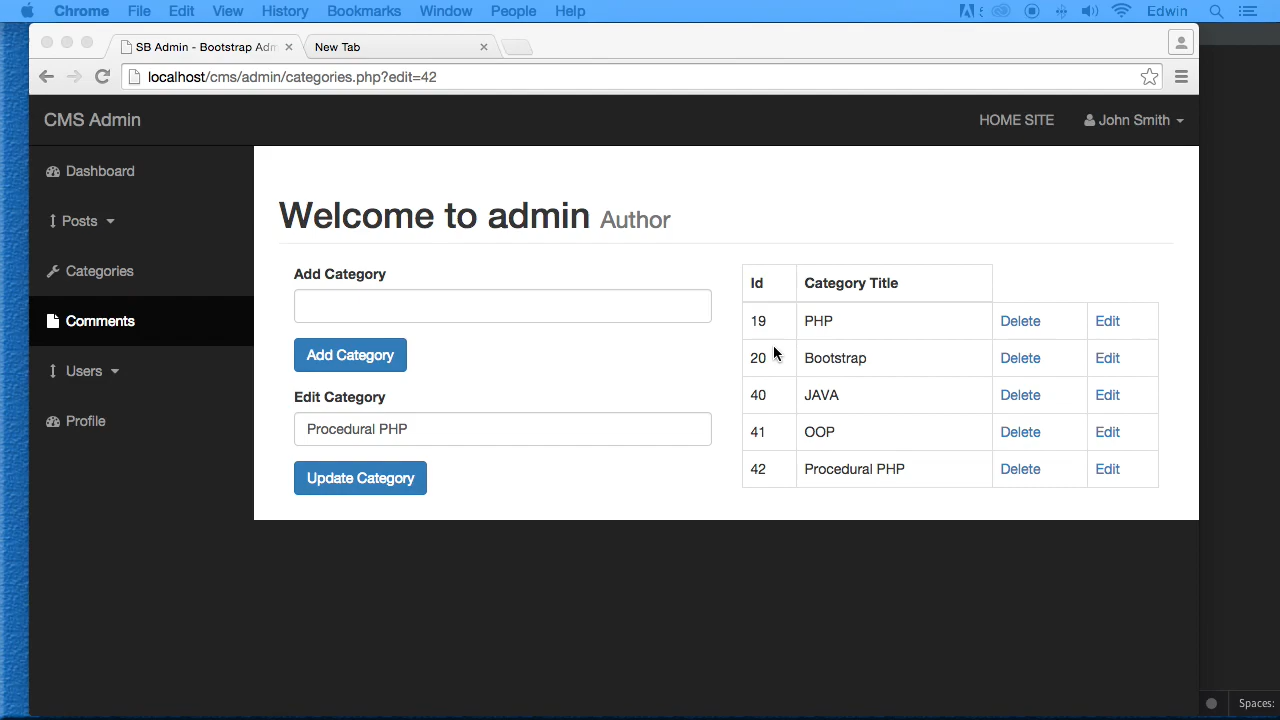 Chrome File Edit View History Bookmarks Window People Help Edwin
SB Admin - Bootstrap Ad New Tab
localhost/cms/admin/categories.php?edit=42
CMS Admin HOME SITE John Smith
Dashboard
Posts
Categories
Comments
Users
Profile
Welcome to admin Author
Add Category
Add Category
Edit Category
Procedural PHP
Update Category
Id Category Title
19 PHP Delete Edit
20 Bootstrap Delete Edit
40 JAVA Delete Edit
41 OOP Delete Edit
42 Procedural PHP Delete Edit
Spaces: